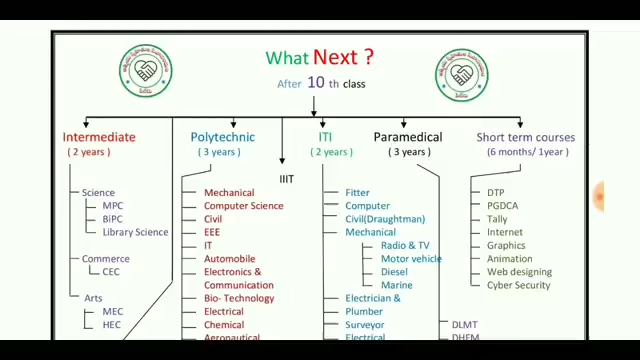 What Next ?
After 10 th class
Intermediate
( 2 years)
Polytechnic
( 3 years)
ITI
( 2 years)
Paramedical
( 3 years)
Short term courses
(6 months/ 1year)
IIIT
Science
MPC
BiPC
Library Science
Commerce
CEC
Arts
MEC
HEC
Mechanical
Computer Science
Civil
EEE
IT
Automobile
Electronics &
Communication
Bio- Technology
Electrical
Chemical
Aeronautical
Fitter
Computer
Civil(Draughtman)
Mechanical
Radio & TV
Motor vehicle
Diesel
Marine
Electrician &
Plumber
Surveyor
Electrical
DLMT
DHFM
DTP
PGDCA
Tally
Internet
Graphics
Animation
Web designing
Cyber Security